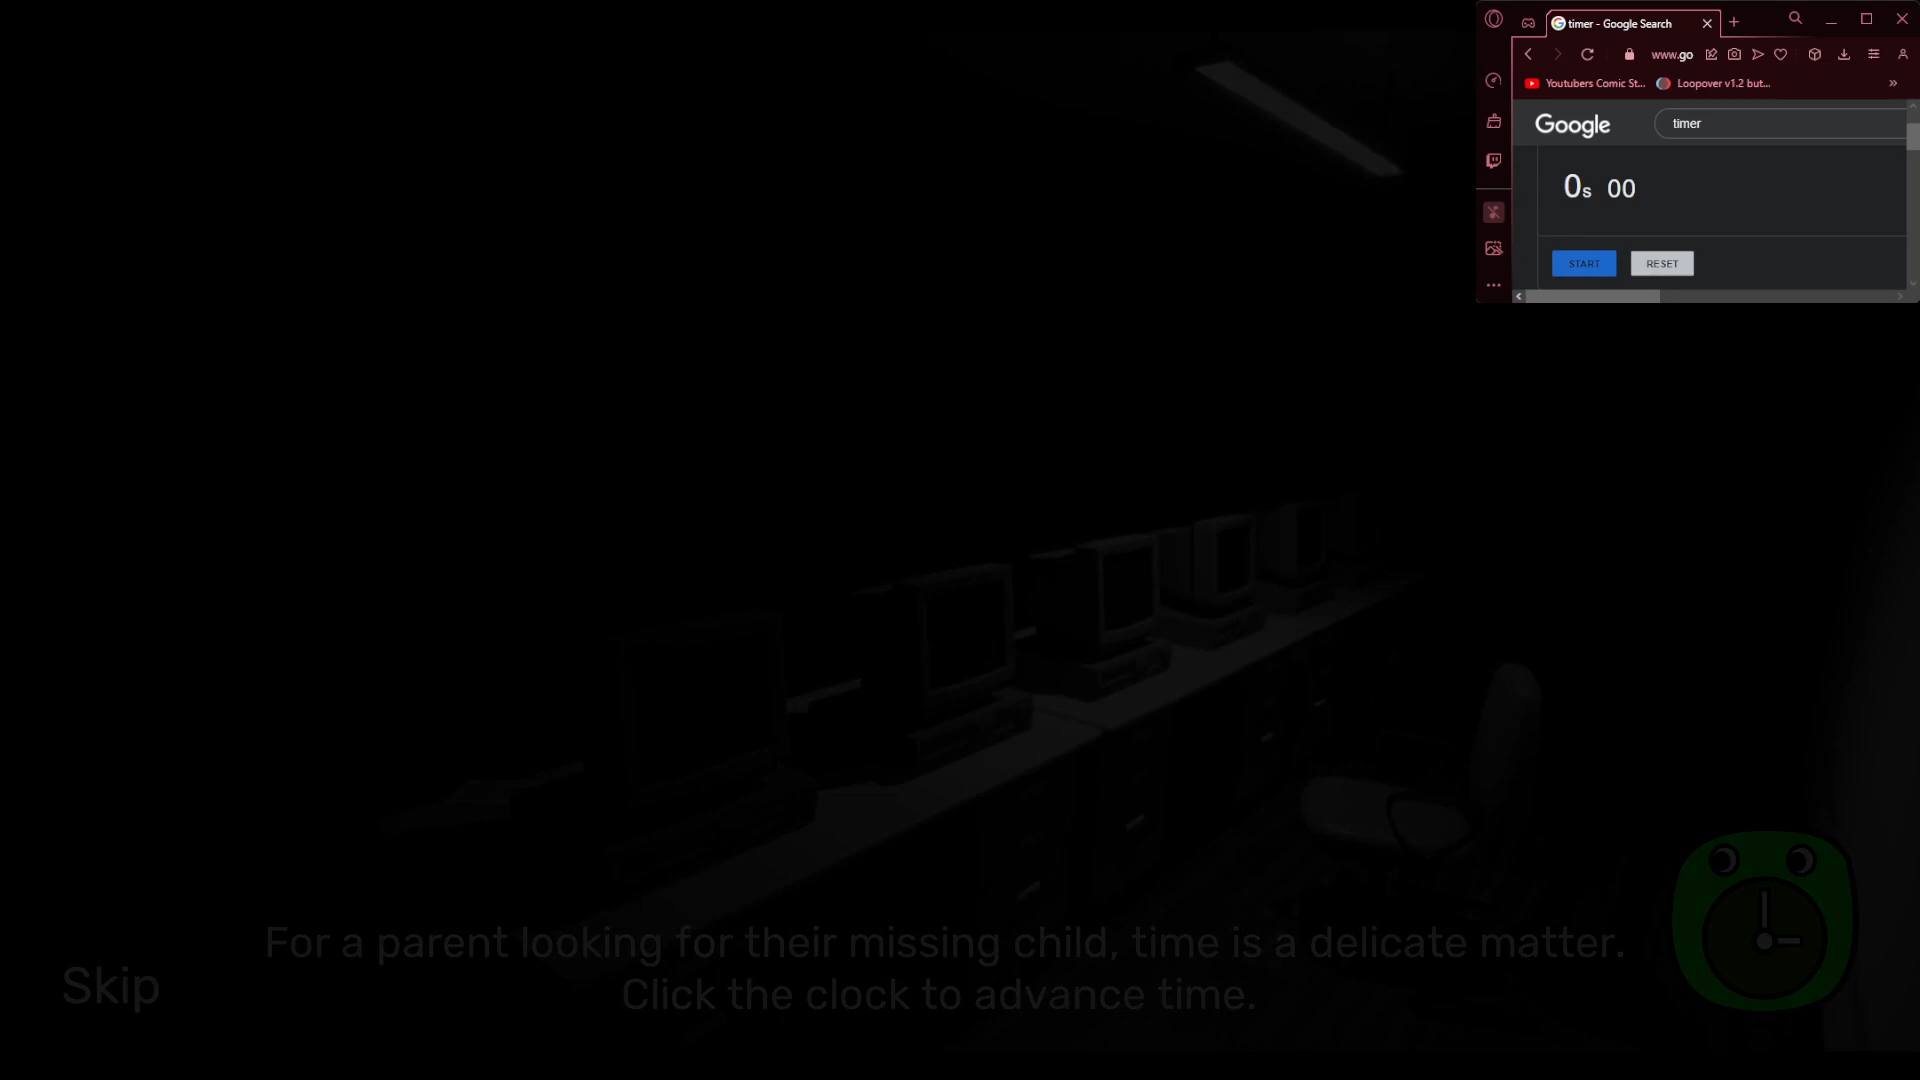 timer - Google Search
www.go
Youtubers Comic St...
Loopover v1.2 but...
Google
timer
0s 00
START
RESET
For a parent looking for their missing child, time is a delicate matter.
Click the clock to advance time.
Skip